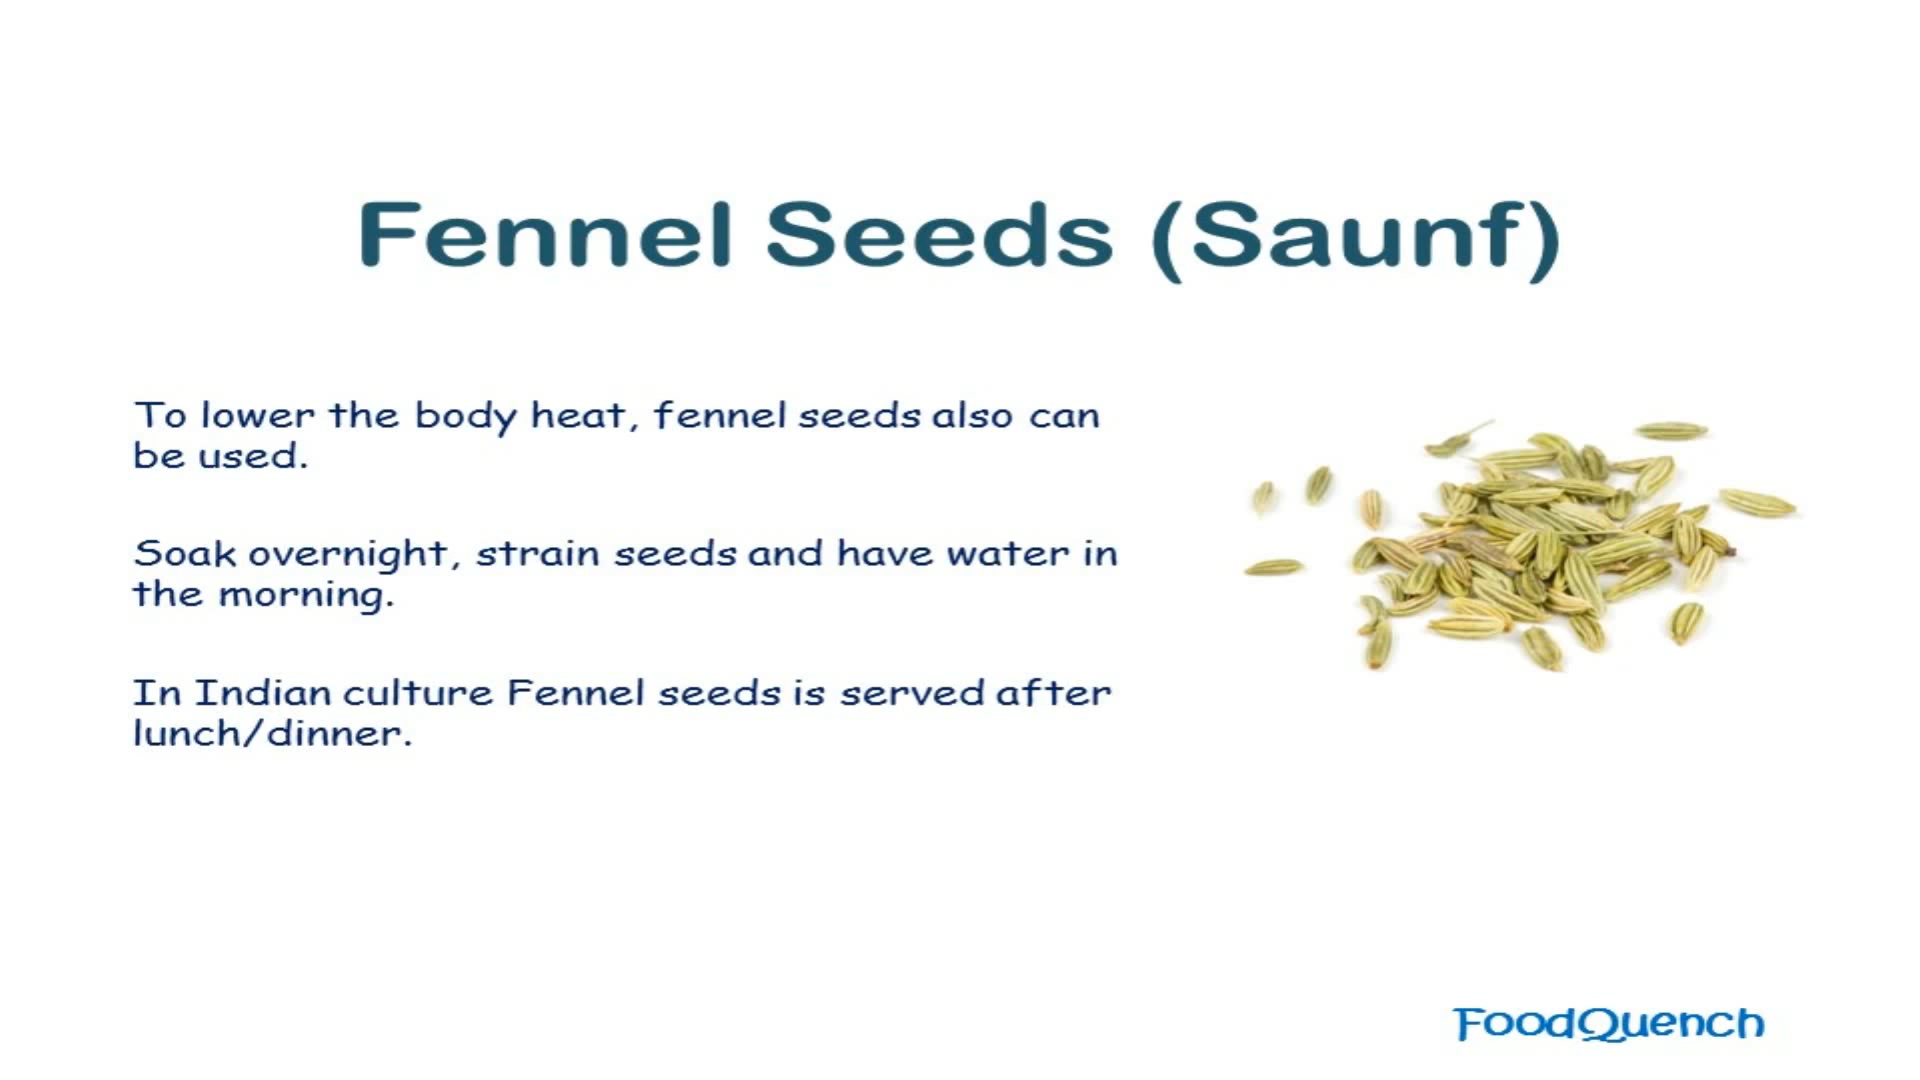 Fennel Seeds (Saunf)
To lower the body heat, fennel seeds also can
be used.
Soak overnight, strain seeds and have water in
the morning.
In Indian culture Fennel seeds is served after
lunch/dinner.
FoodQuench